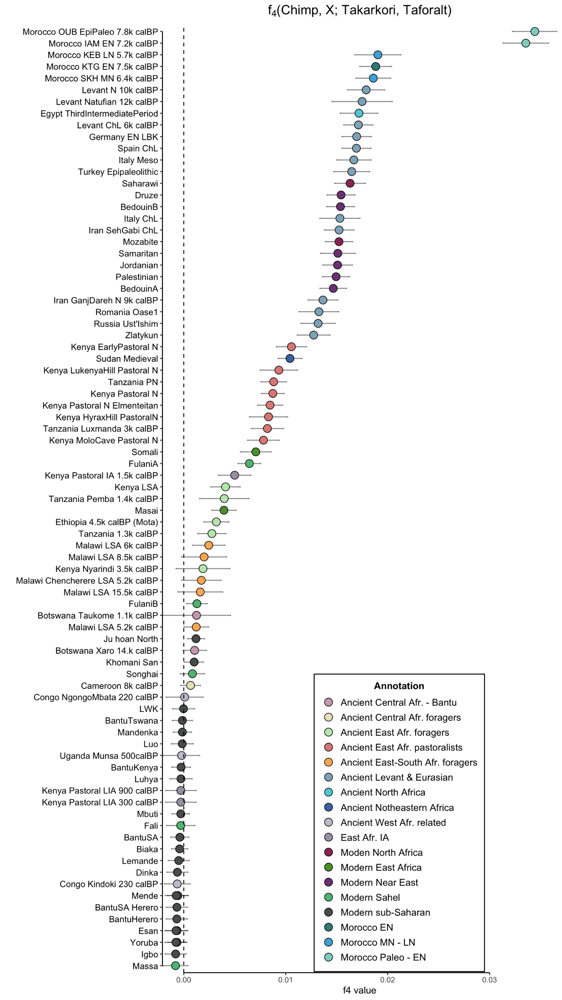 f4(Chimp, X; Takarkori, Taforalt)
Morocco OUB EpiPaleo 7.8k calBP
Morocco IAM EN 7.2k calBP
Morocco KEB LN 5.7k calBP
Morocco KTG EN 7.5k calBP
Morocco SKH MN 6.4k calBP
Levant N 10k calBP
Levant Natufian 12k calBP
Egypt ThirdIntermediatePeriod
Levant ChL 6k calBP
Germany EN LBK
Spain ChL
Italy Meso
Turkey Epipaleolithic
Saharawi
Druze
BedouinB
Italy ChL
Iran SehGabi ChL
Mozabite
Samaritan
Jordanian
Palestinian
BedouinA
Iran GanjDareh N 9k calBP
Romania Oase1
Russia Ust'Ishim
Zlatykun
Kenya EarlyPastoral N
Sudan Medieval
Kenya LukenyaHill Pastoral N
Tanzania PN
Kenya Pastoral N
Kenya Pastoral N Elmenteitan
Kenya HyraxHill PastoralN
Tanzania Luxmanda 3k calBP
Kenya MoloCave Pastoral N
Somali
FulaniA
Kenya Pastoral IA 1.5k calBP
Kenya LSA
Tanzania Pemba 1.4k calBP
Masai
Ethiopia 4.5k calBP (Mota)
Tanzania 1.3k calBP
Malawi LSA 6k calBP
Malawi LSA 8.5k calBP
Kenya Nyarindi 3.5k calBP
Malawi Chencherere LSA 5.2k calBP
Malawi LSA 15.5k calBP
FulaniB
Botswana Taukome 1.1k calBP
Malawi LSA 5.2k calBP
Ju hoan North
Botswana Xaro 14.k calBP
Khomani San
Songhai
Cameroon 8k calBP
Congo NgongoMbata 220 calBP
LWK
BantuTswana
Mandenka
Luo
Uganda Munsa 500calBP
BantuKenya
Luhya
Kenya Pastoral LIA 900 calBP
Kenya Pastoral LIA 300 calBP
Mbuti
Fali
BantuSA
Biaka
Lemande
Dinka
Congo Kindoki 230 calBP
Mende
BantuSA Herero
BantuHerero
Esan
Yoruba
Igbo
Massa
Annotation
Ancient Central Afr. - Bantu
Ancient Central Afr. foragers
Ancient East Afr. foragers
Ancient East Afr. pastoralists
Ancient East-South Afr. foragers
Ancient Levant & Eurasian
Ancient North Africa
Ancient Notheastern Africa
Ancient West Afr. related
East Afr. IA
Moden North Africa
Modern East Africa
Modern Near East
Modern Sahel
Modern sub-Saharan
Morocco EN
Morocco MN - LN
Morocco Paleo - EN
0.00 0.01 0.02 0.03
f4 value